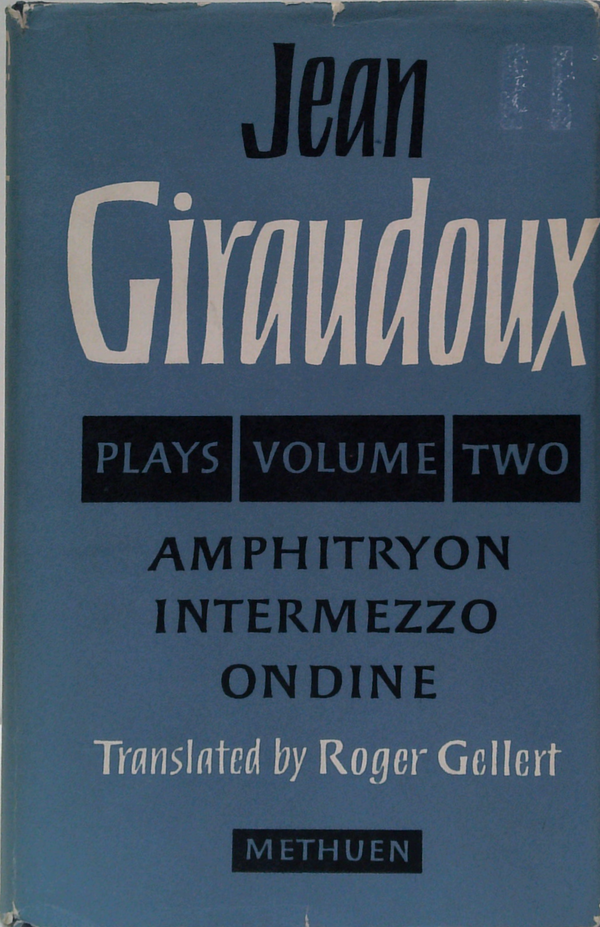 Jean
Giraudoux
PLAYS VOLUME TWO
AMPHITRYON
INTERMEZZO
ONDINE
Translated by Roger Gellert
METHUEN